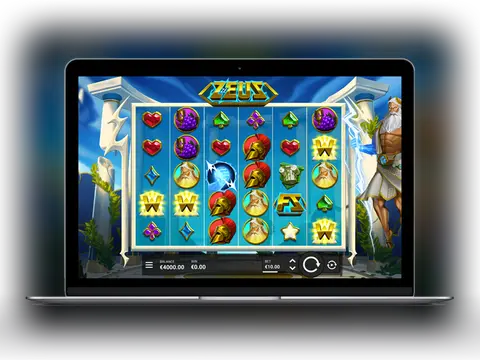 ZEUS
W
W
W
W
FS
BALANCE
€4000.00
WIN
€0.00
BET
€10.00